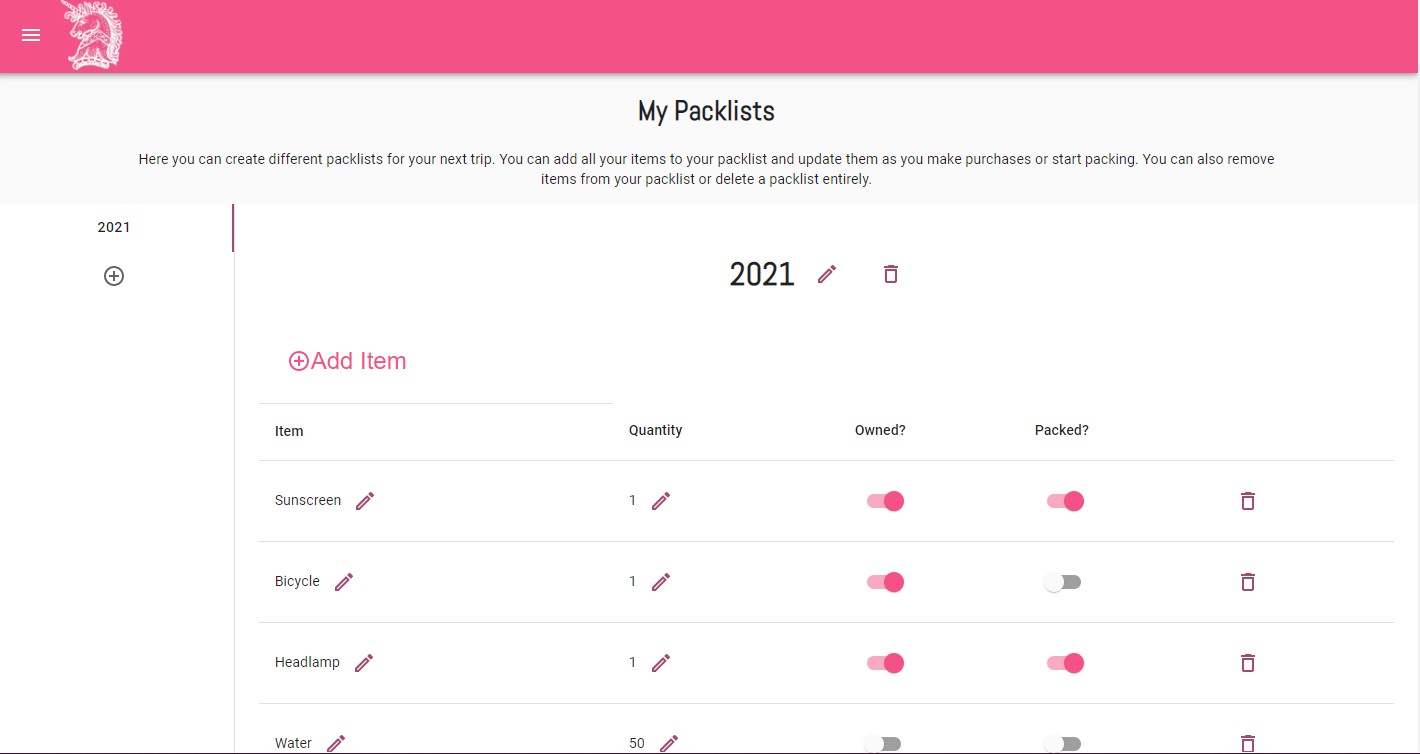 My Packlists
Here you can create different packlists for your next trip. You can add all your items to your packlist and update them as you make purchases or start packing. You can also remove
items from your packlist or delete a packlist entirely.
2021
2021
Add Item
Item Quantity Owned? Packed?
Sunscreen 1
Bicycle 1
Headlamp 1
Water 50